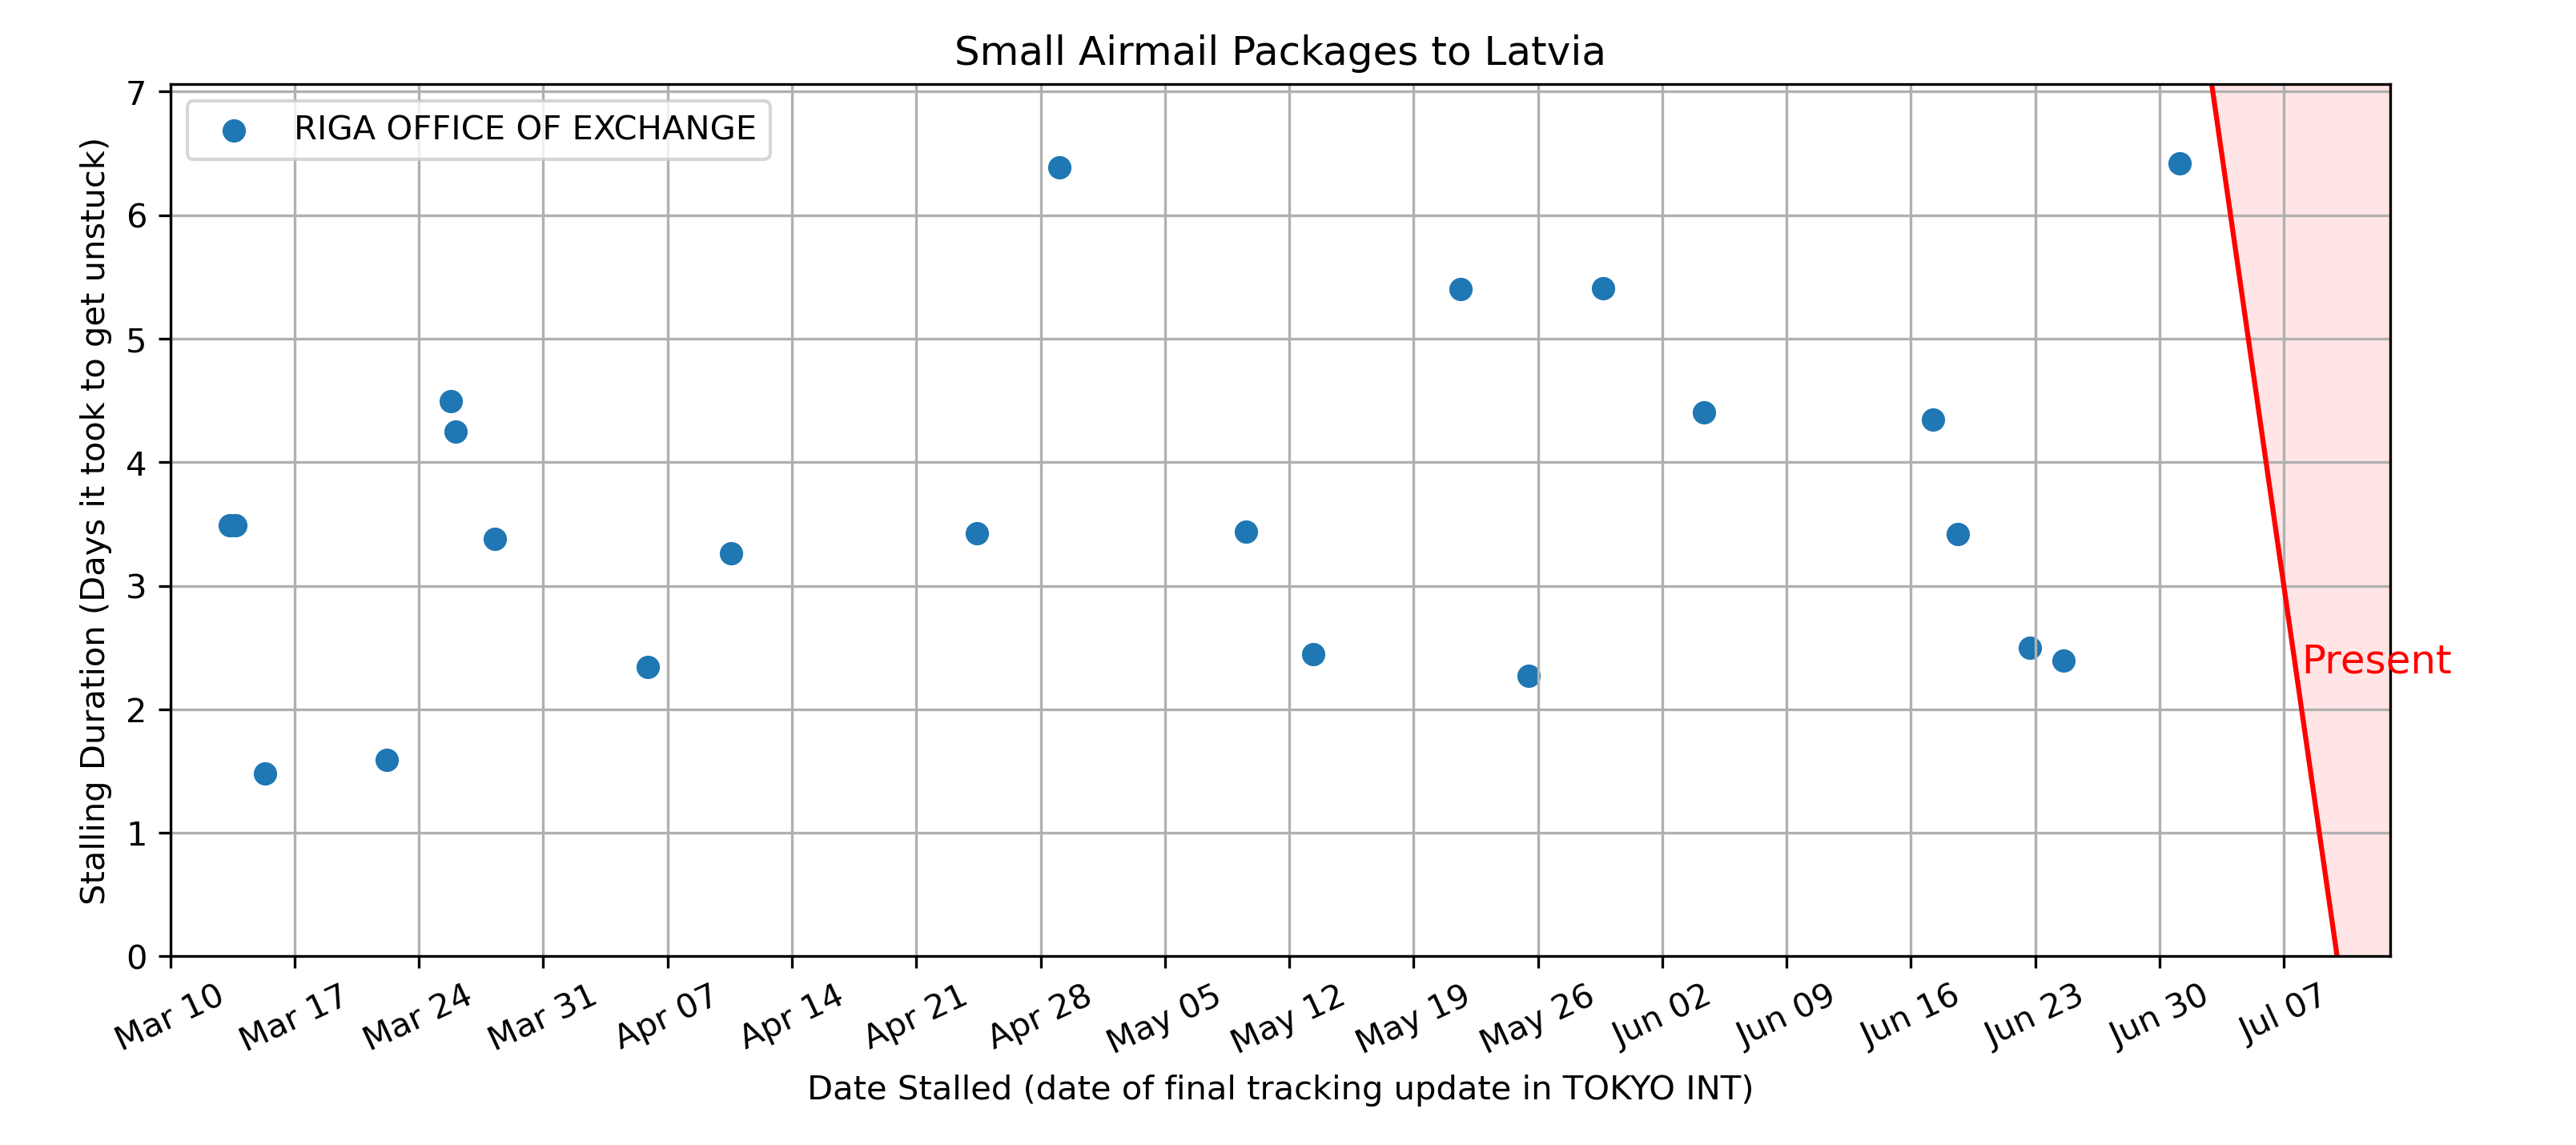 Small Airmail Packages to Latvia
RIGA OFFICE OF EXCHANGE
Stalling Duration (Days it took to get unstuck)
7
6
5
4
3
2
1
0
Present
Mar 10
Mar 17
Mar 24
Mar 31
Apr 07
Apr 14
Apr 21
Apr 28
May 05
May 12
May 19
May 26
Jun 02
Jun 09
Jun 16
Jun 23
Jun 30
Jul 07
Date Stalled (date of final tracking update in TOKYO INT)